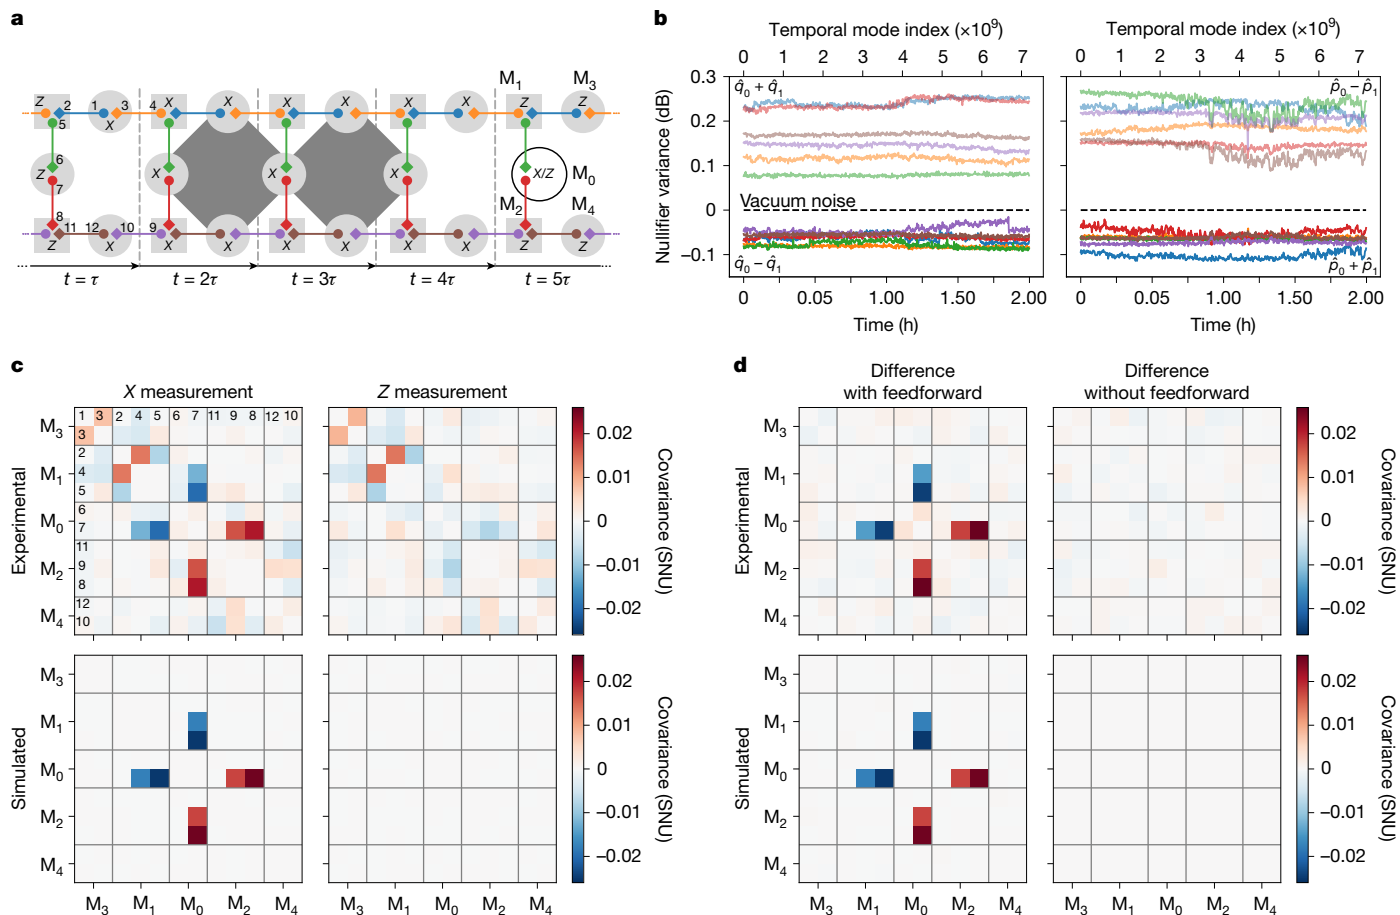 a
M1
M3
Z
2
1
3
4
X
X
X
X
X
X
Z
Z
5
X
6
7
X
X
X
X/Z
M0
8
M2
M4
11
12
10
9
Z
X
X
X
X
X
X
X
Z
Z
t = τ
t = 2τ
t = 3τ
t = 4τ
t = 5τ
b
Temporal mode index (×10⁹)
Temporal mode index (×10⁹)
0 1 2 3 4 5 6 7
0 1 2 3 4 5 6 7
Nullifier variance (dB)
0.3
0.2
0.1
0
−0.1
q̂0 + q̂1
Vacuum noise
q̂0 − q̂1
p̂0 − p̂1
p̂0 + p̂1
0 0.05 1.00 1.50 2.00
0 0.05 1.00 1.50 2.00
Time (h)
Time (h)
c
X measurement
Z measurement
Experimental
M3
M1
M0
M2
M4
1 3 2 4 5 6 7 11 9 8 12 10
3
2
4
5
6
7
11
9
8
12
10
0.02
0.01
0
−0.01
−0.02
Covariance (SNU)
Simulated
M3
M1
M0
M2
M4
0.02
0.01
0
−0.01
−0.02
Covariance (SNU)
M3 M1 M0 M2 M4
M3 M1 M0 M2 M4
d
Difference
with feedforward
Difference
without feedforward
Experimental
M3
M1
M0
M2
M4
0.02
0.01
0
−0.01
−0.02
Covariance (SNU)
Simulated
M3
M1
M0
M2
M4
0.02
0.01
0
−0.01
−0.02
Covariance (SNU)
M3 M1 M0 M2 M4
M3 M1 M0 M2 M4